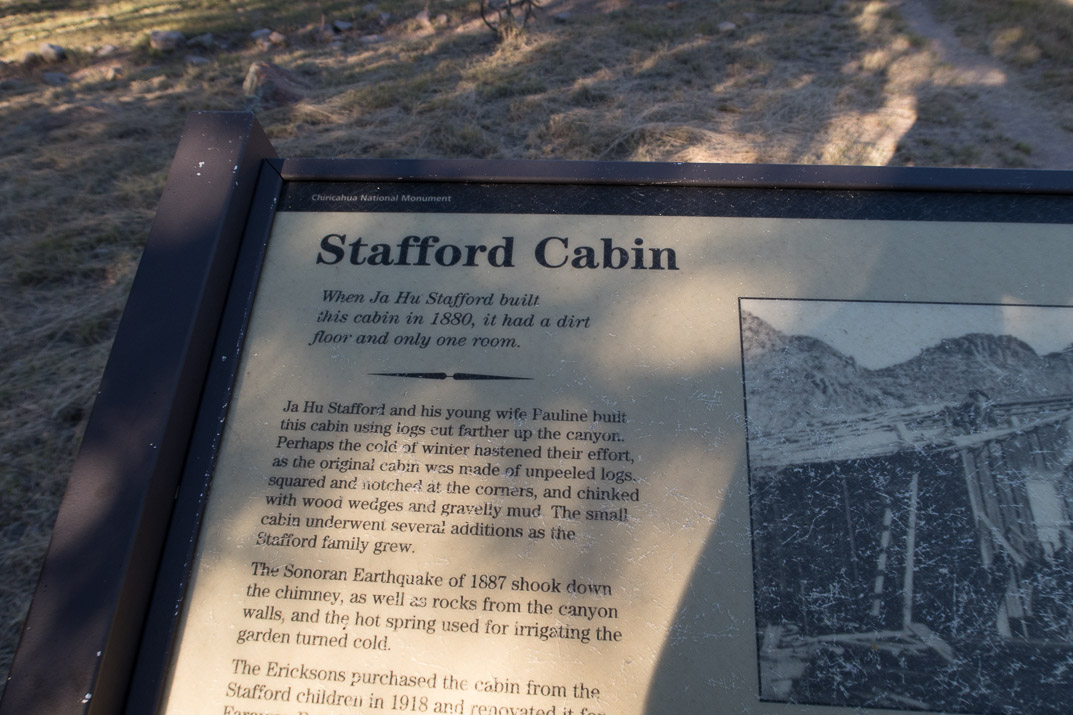 Chiricahua National Monument
Stafford Cabin
When Ja Hu Stafford built
this cabin in 1880, it had a dirt
floor and only one room.
Ja Hu Stafford and his young wife Pauline built
this cabin using logs cut farther up the canyon.
Perhaps the cold of winter hastened their effort,
as the original cabin was made of unpeeled logs,
squared and notched at the corners, and chinked
with wood wedges and gravelly mud. The small
cabin underwent several additions as the
Stafford family grew.
The Sonoran Earthquake of 1887 shook down
the chimney, as well as rocks from the canyon
walls, and the hot spring used for irrigating the
garden turned cold.
The Ericksons purchased the cabin from the
Stafford children in 1918 and renovated it for